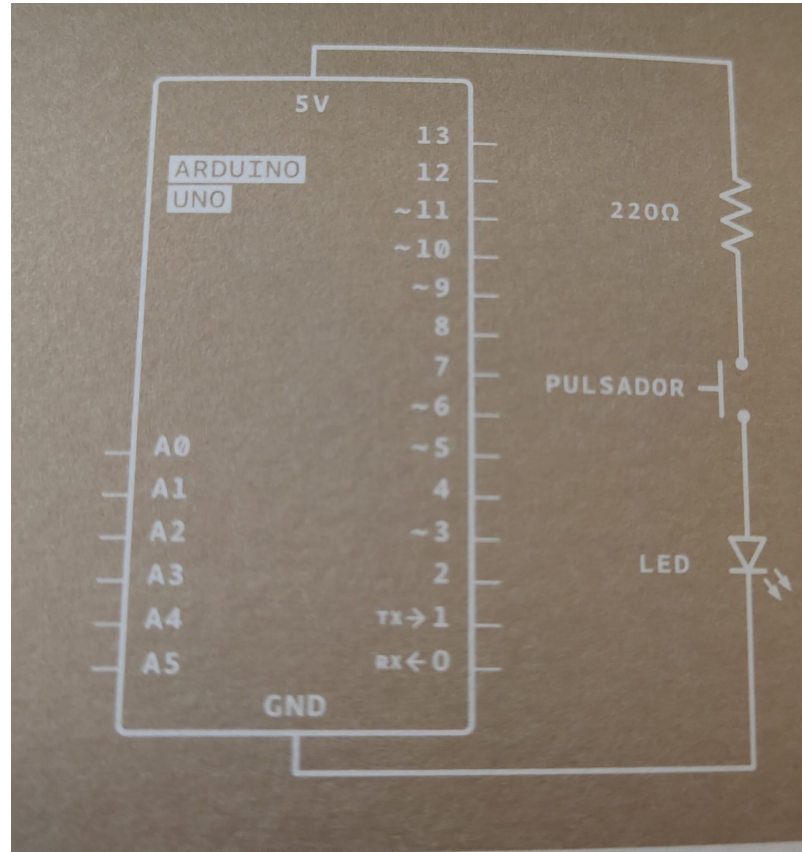 5V
ARDUINO
UNO
13
12
~11
~10
~9
8
7
~6
~5
4
~3
2
TX→1
RX←0
A0
A1
A2
A3
A4
A5
GND
220Ω
PULSADOR
LED